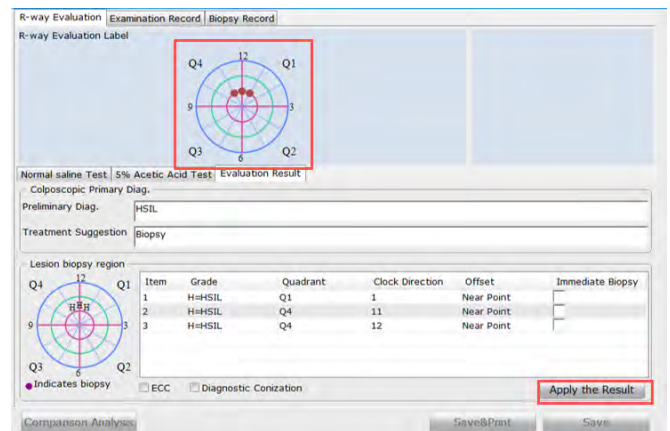 R-way Evaluation Examination Record Biopsy Record
R-way Evaluation Label
12
Q4 Q1
9 3
Q3 Q2
6
Normal saline Test 5% Acetic Acid Test Evaluation Result
Colposcopic Primary Diag.
Preliminary Diag. HSIL
Treatment Suggestion Biopsy
Lesion biopsy region
Q4 12 Q1
H H H
9 3
Q3 Q2
6
Indicates biopsy
Item Grade Quadrant Clock Direction Offset Immediate Biopsy
1 H=HSIL Q1 1 Near Point
2 H=HSIL Q4 11 Near Point
3 H=HSIL Q4 12 Near Point
ECC Diagnostic Conization Apply the Result
Comparison Analyses Save&Print Save